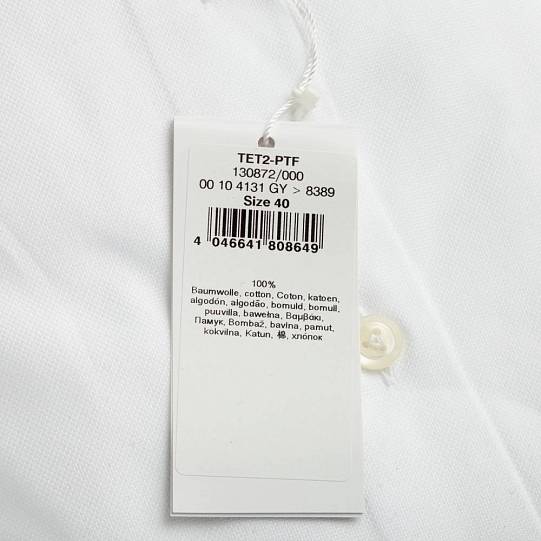 TET2-PTF
130872/000
00 10 4131 GY > 8389
Size 40
4 046641 808649
100%
Baumwolle, cotton, Coton, katoen,
algodón, algodão, bomuld, bomull,
puuvilla, bawełna, Βαμβάκι,
Памук, Bombaž, bavlna, pamut,
kokvilna, Katun, 棉, хлопок